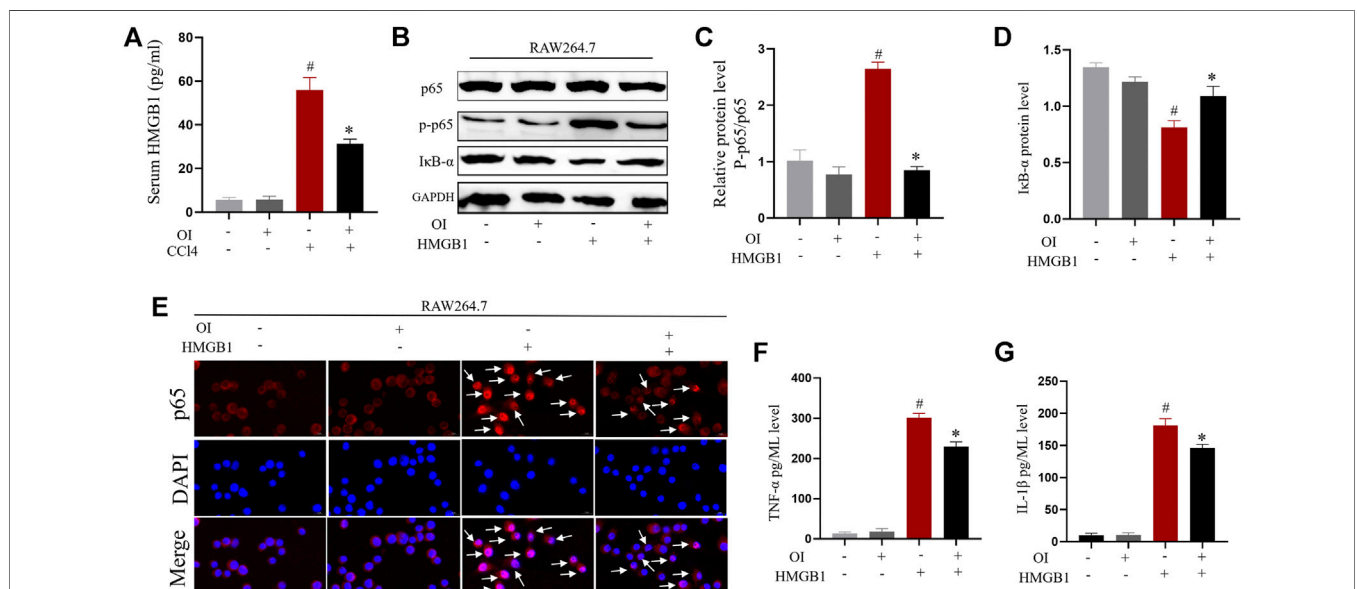 A
Serum HMGB1 (pg/ml)
80
60
40
20
0
#
*
OI - + - +
CCl4 - - + +
B
RAW264.7
p65
p-p65
IκB-α
GAPDH
OI - + - +
HMGB1 - - + +
C
Relative protein level
P-p65/p65
3
2
1
0
#
*
OI - + - +
HMGB1 - - + +
D
IκB-α protein level
1.5
1.0
0.5
0.0
#
*
OI - + - +
HMGB1 - - + +
E
RAW264.7
OI - + - +
HMGB1 - - + +
p65
DAPI
Merge
F
TNF-α pg/ML level
400
300
200
100
0
#
*
OI - + - +
HMGB1 - - + +
G
IL-1β pg/ML level
250
200
150
100
50
0
#
*
OI - + - +
HMGB1 - - + +